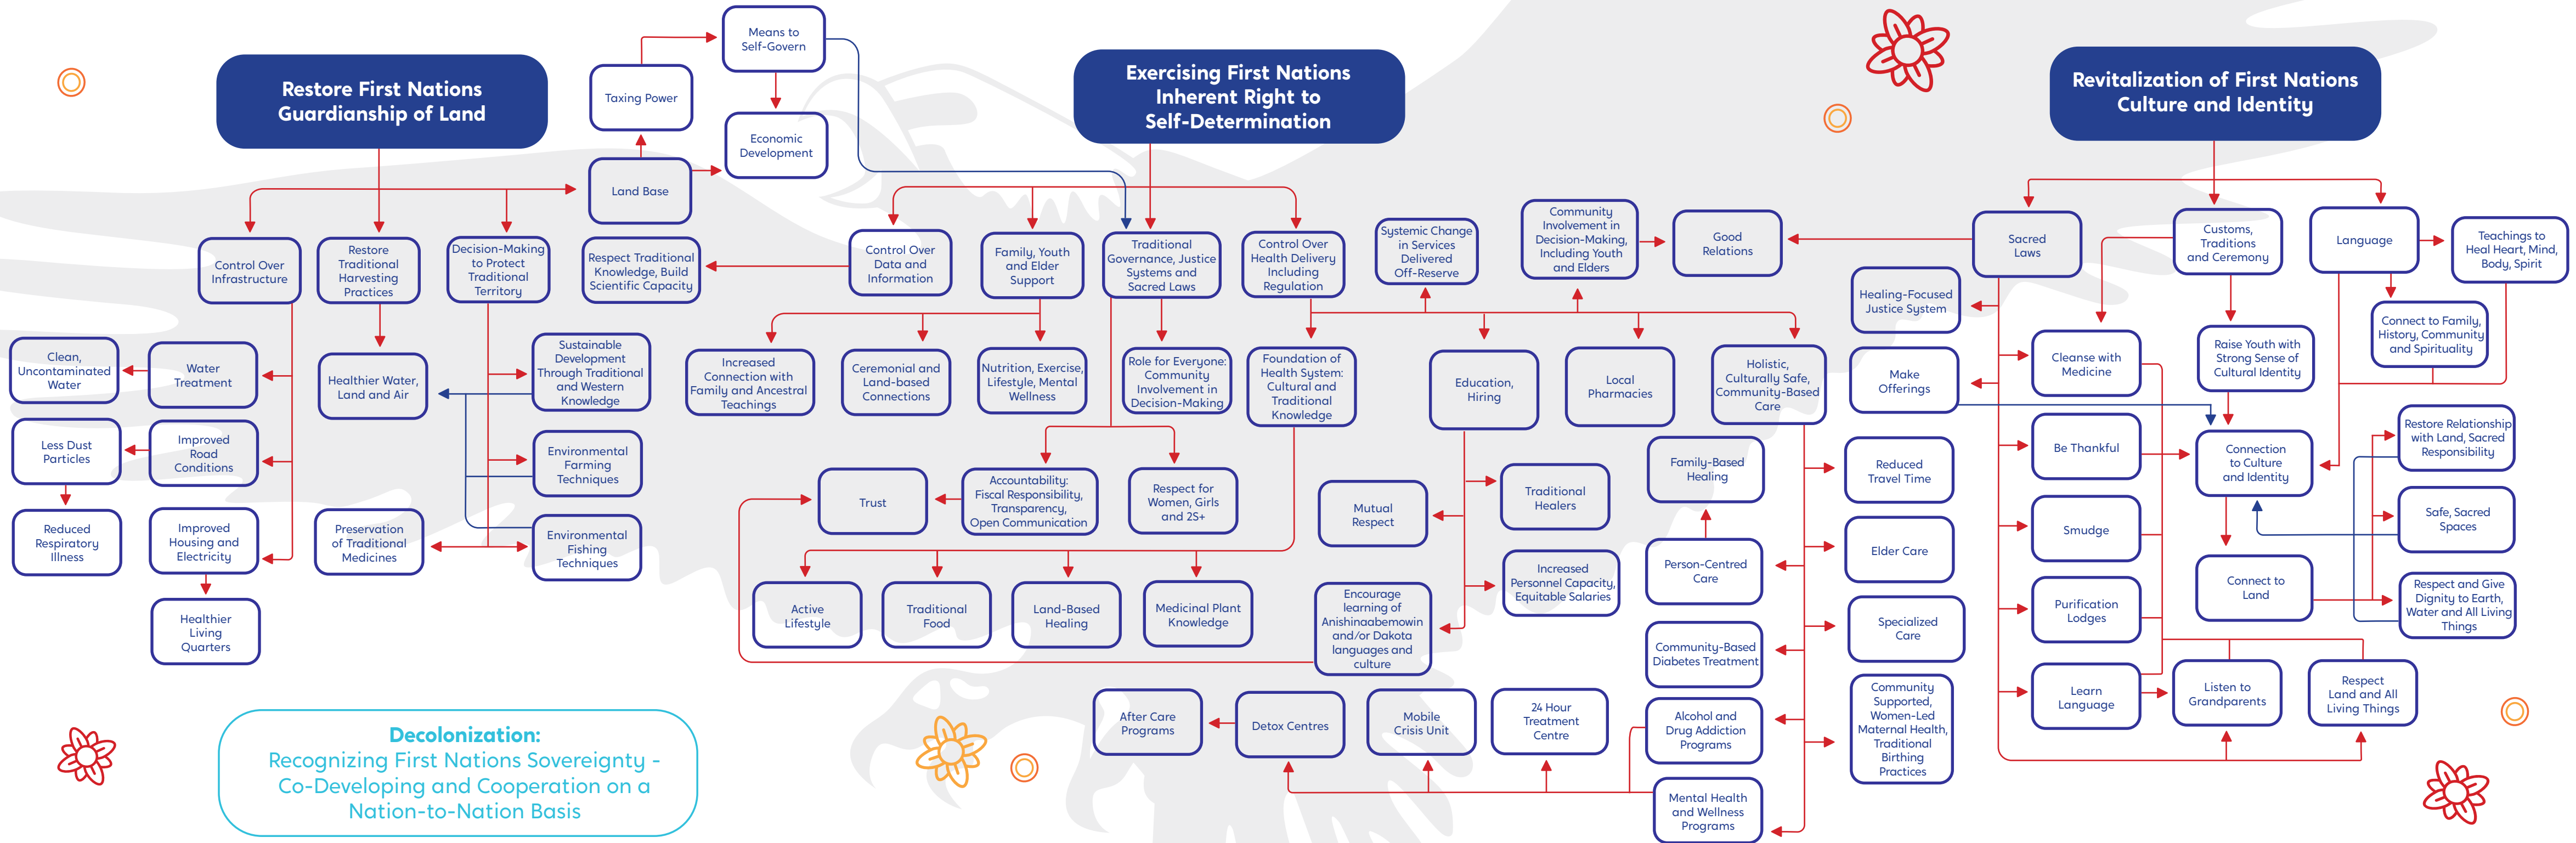 Means to
Self-Govern
Restore First Nations
Guardianship of Land
Exercising First Nations
Inherent Right to
Self-Determination
Revitalization of First Nations
Culture and Identity
Taxing Power
Economic
Development
Land Base
Control Over
Infrastructure
Restore
Traditional
Harvesting
Practices
Decision-Making
to Protect
Traditional
Territory
Respect Traditional
Knowledge, Build
Scientific Capacity
Control Over
Data and
Information
Family, Youth
and Elder
Support
Traditional
Governance, Justice
Systems and
Sacred Laws
Control Over
Health Delivery
Including
Regulation
Systemic Change
in Services
Delivered
Off-Reserve
Community
Involvement in
Decision-Making,
Including Youth
and Elders
Good
Relations
Sacred
Laws
Customs,
Traditions
and Ceremony
Language
Teachings to
Heal Heart, Mind,
Body, Spirit
Healing-Focused
Justice System
Connect to Family,
History, Community
and Spirituality
Clean,
Uncontaminated
Water
Water
Treatment
Healthier Water,
Land and Air
Sustainable
Development
Through Traditional
and Western
Knowledge
Increased
Connection with
Family and Ancestral
Teachings
Ceremonial and
Land-based
Connections
Nutrition, Exercise,
Lifestyle, Mental
Wellness
Role for Everyone:
Community
Involvement in
Decision-Making
Foundation of
Health System:
Cultural and
Traditional
Knowledge
Education,
Hiring
Local
Pharmacies
Holistic,
Culturally Safe,
Community-Based
Care
Make
Offerings
Cleanse with
Medicine
Raise Youth with
Strong Sense of
Cultural Identity
Less Dust
Particles
Improved
Road
Conditions
Environmental
Farming
Techniques
Family-Based
Healing
Reduced
Travel Time
Be Thankful
Connection
to Culture
and Identity
Restore Relationship
with Land, Sacred
Responsibility
Trust
Accountability:
Fiscal Responsibility,
Transparency,
Open Communication
Respect for
Women, Girls
and 2S+
Mutual
Respect
Traditional
Healers
Reduced
Respiratory
Illness
Improved
Housing and
Electricity
Preservation
of Traditional
Medicines
Environmental
Fishing
Techniques
Person-Centred
Care
Elder Care
Smudge
Safe, Sacred
Spaces
Increased
Personnel Capacity,
Equitable Salaries
Connect to
Land
Respect and Give
Dignity to Earth,
Water and All Living
Things
Healthier
Living
Quarters
Active
Lifestyle
Traditional
Food
Land-Based
Healing
Medicinal Plant
Knowledge
Encourage
learning of
Anishinaabemowin
and/or Dakota
languages and
culture
Community-Based
Diabetes Treatment
Specialized
Care
Purification
Lodges
Learn
Language
Listen to
Grandparents
Respect
Land and All
Living Things
After Care
Programs
Detox Centres
Mobile
Crisis Unit
24 Hour
Treatment
Centre
Alcohol and
Drug Addiction
Programs
Community
Supported,
Women-Led
Maternal Health,
Traditional
Birthing
Practices
Mental Health
and Wellness
Programs
Decolonization:
Recognizing First Nations Sovereignty -
Co-Developing and Cooperation on a
Nation-to-Nation Basis